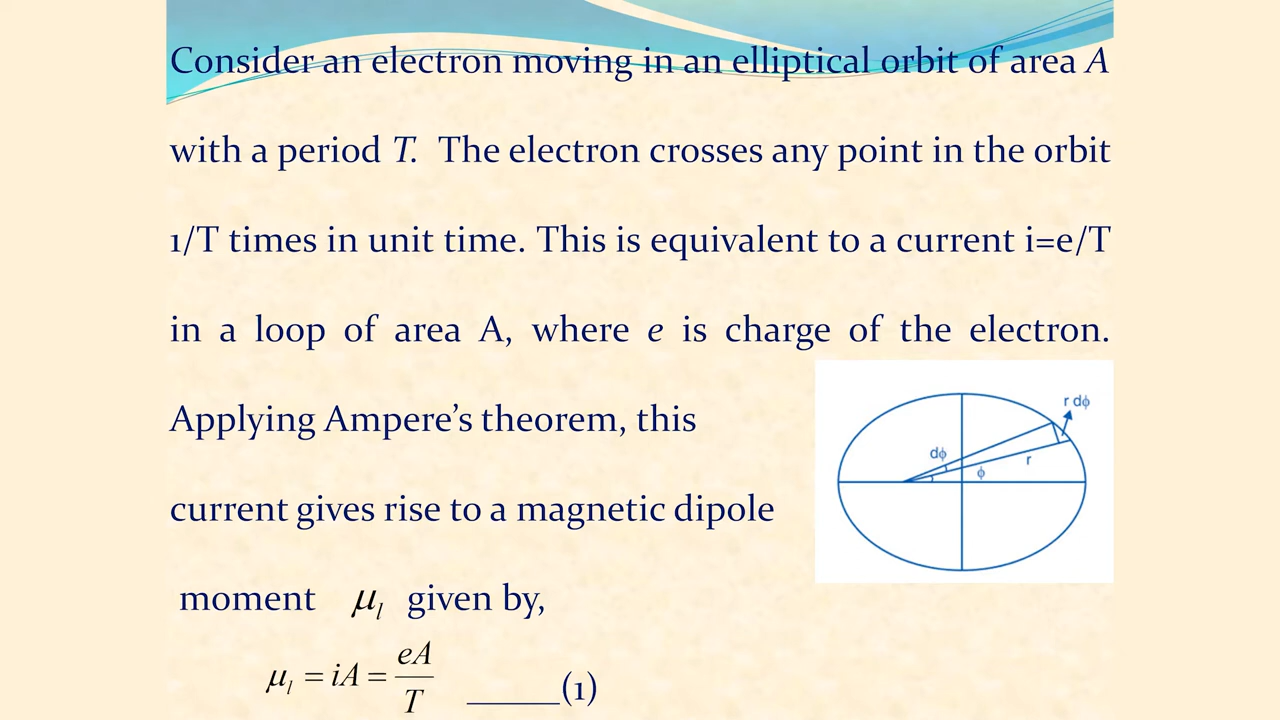 Consider an electron moving in an elliptical orbit of area A
with a period T. The electron crosses any point in the orbit
1/T times in unit time. This is equivalent to a current i=e/T
in a loop of area A, where e is charge of the electron.
Applying Ampere’s theorem, this
current gives rise to a magnetic dipole
moment μl given by,
μl = iA = eA/T _____(1)
r dϕ
dϕ
r
ϕ